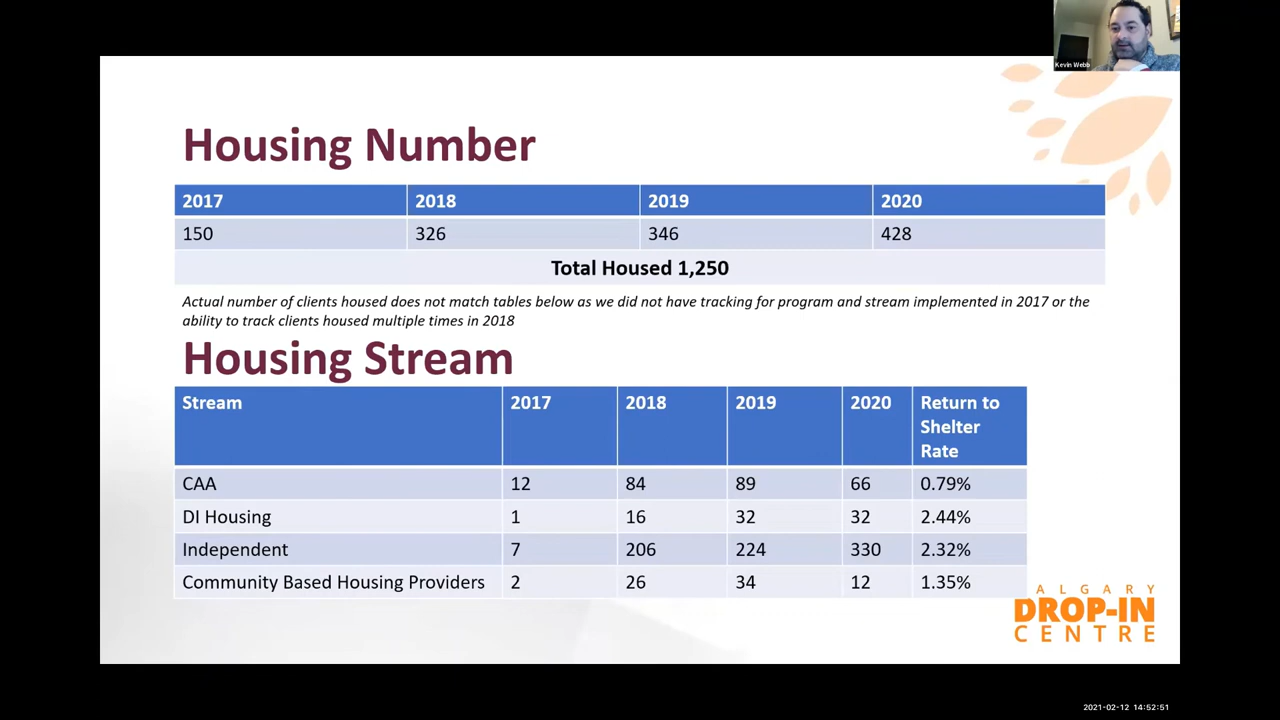 Kevin Webb
Housing Number
2017 2018 2019 2020
150 326 346 428
Total Housed 1,250
Actual number of clients housed does not match tables below as we did not have tracking for program and stream implemented in 2017 or the
ability to track clients housed multiple times in 2018
Housing Stream
Stream 2017 2018 2019 2020 Return to
Shelter
Rate
CAA 12 84 89 66 0.79%
DI Housing 1 16 32 32 2.44%
Independent 7 206 224 330 2.32%
Community Based Housing Providers 2 26 34 12 1.35%
ALGARY
DROP-IN
CENTRE
2021-02-12 14:52:51